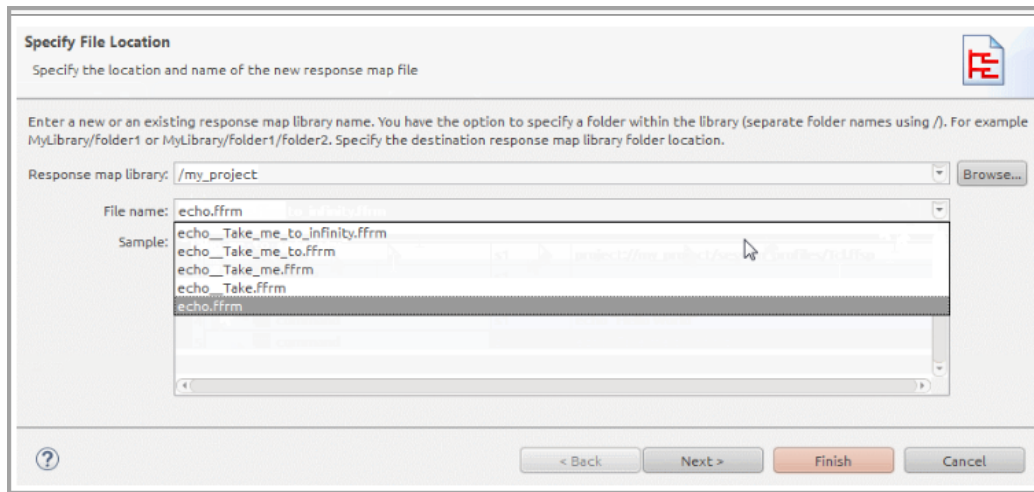 Specify File Location
Specify the location and name of the new response map file
Enter a new or an existing response map library name. You have the option to specify a folder within the library (separate folder names using /). For example
MyLibrary/folder1 or MyLibrary/folder1/folder2. Specify the destination response map library folder location.
Response map library: /my_project Browse...
File name: echo.ffrm
Sample:
echo__Take_me_to_infinity.ffrm
echo__Take_me_to.ffrm
echo__Take_me.ffrm
echo__Take.ffrm
echo.ffrm
? < Back Next > Finish Cancel